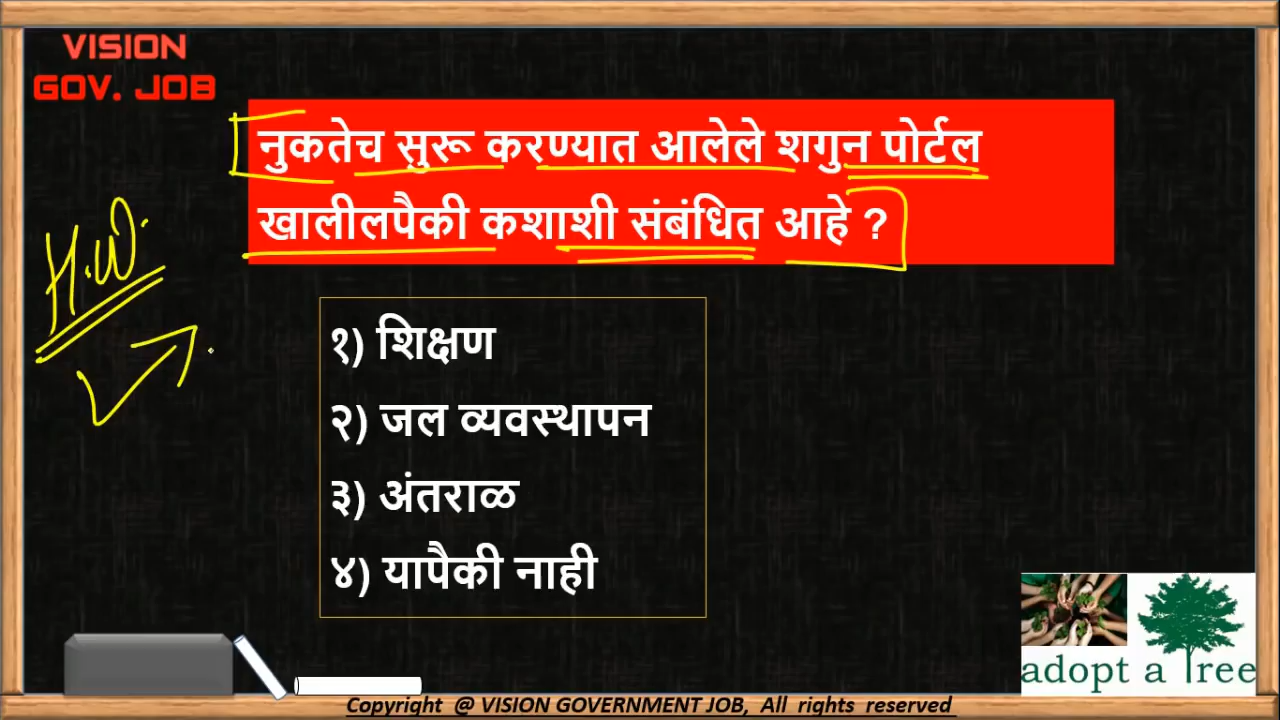 VISION
GOV. JOB
नुकतेच सुरू करण्यात आलेले शगुन पोर्टल
खालीलपैकी कशाशी संबंधित आहे ?
H.W.
१) शिक्षण
२) जल व्यवस्थापन
३) अंतराळ
४) यापैकी नाही
adopt a Tree
Copyright @ VISION GOVERNMENT JOB, All rights reserved